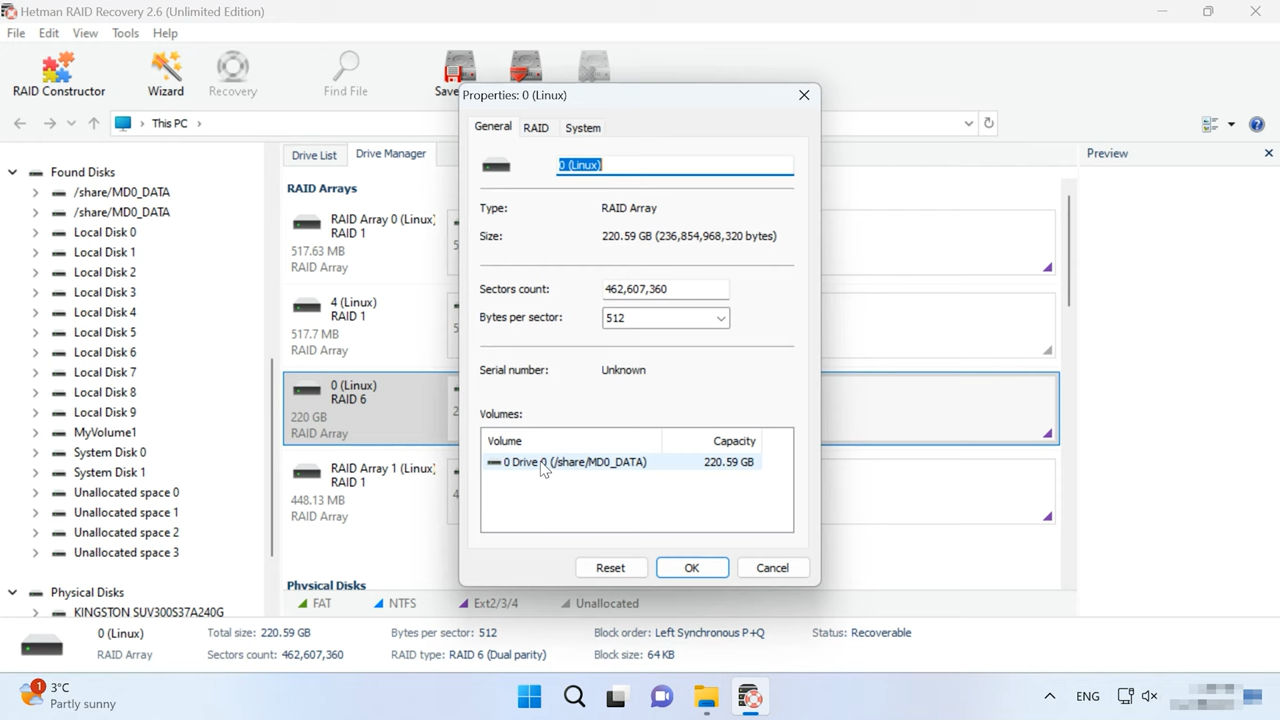 Hetman RAID Recovery 2.6 (Unlimited Edition)
File Edit View Tools Help
RAID Constructor
Wizard
Recovery
Find File
Save
This PC
Found Disks
/share/MD0_DATA
/share/MD0_DATA
Local Disk 0
Local Disk 1
Local Disk 2
Local Disk 3
Local Disk 4
Local Disk 5
Local Disk 6
Local Disk 7
Local Disk 8
Local Disk 9
MyVolume1
System Disk 0
System Disk 1
Unallocated space 0
Unallocated space 1
Unallocated space 2
Unallocated space 3
Physical Disks
KINGSTON SUV300S37A240G
Drive List
Drive Manager
RAID Arrays
RAID Array 0 (Linux)
RAID 1
517.63 MB
RAID Array
4 (Linux)
RAID 1
517.7 MB
RAID Array
0 (Linux)
RAID 6
220 GB
RAID Array
RAID Array 1 (Linux)
RAID 1
448.13 MB
RAID Array
Physical Disks
FAT NTFS Ext2/3/4 Unallocated
Properties: 0 (Linux)
General RAID System
0 (Linux)
Type: RAID Array
Size: 220.59 GB (236,854,968,320 bytes)
Sectors count: 462,607,360
Bytes per sector: 512
Serial number: Unknown
Volumes:
Volume Capacity
0 Drive 0 (/share/MD0_DATA) 220.59 GB
Reset OK Cancel
Preview
0 (Linux) Total size: 220.59 GB Bytes per sector: 512 Block order: Left Synchronous P+Q Status: Recoverable
RAID Array Sectors count: 462,607,360 RAID type: RAID 6 (Dual parity) Block size: 64 KB
1
3°C
Partly sunny
ENG